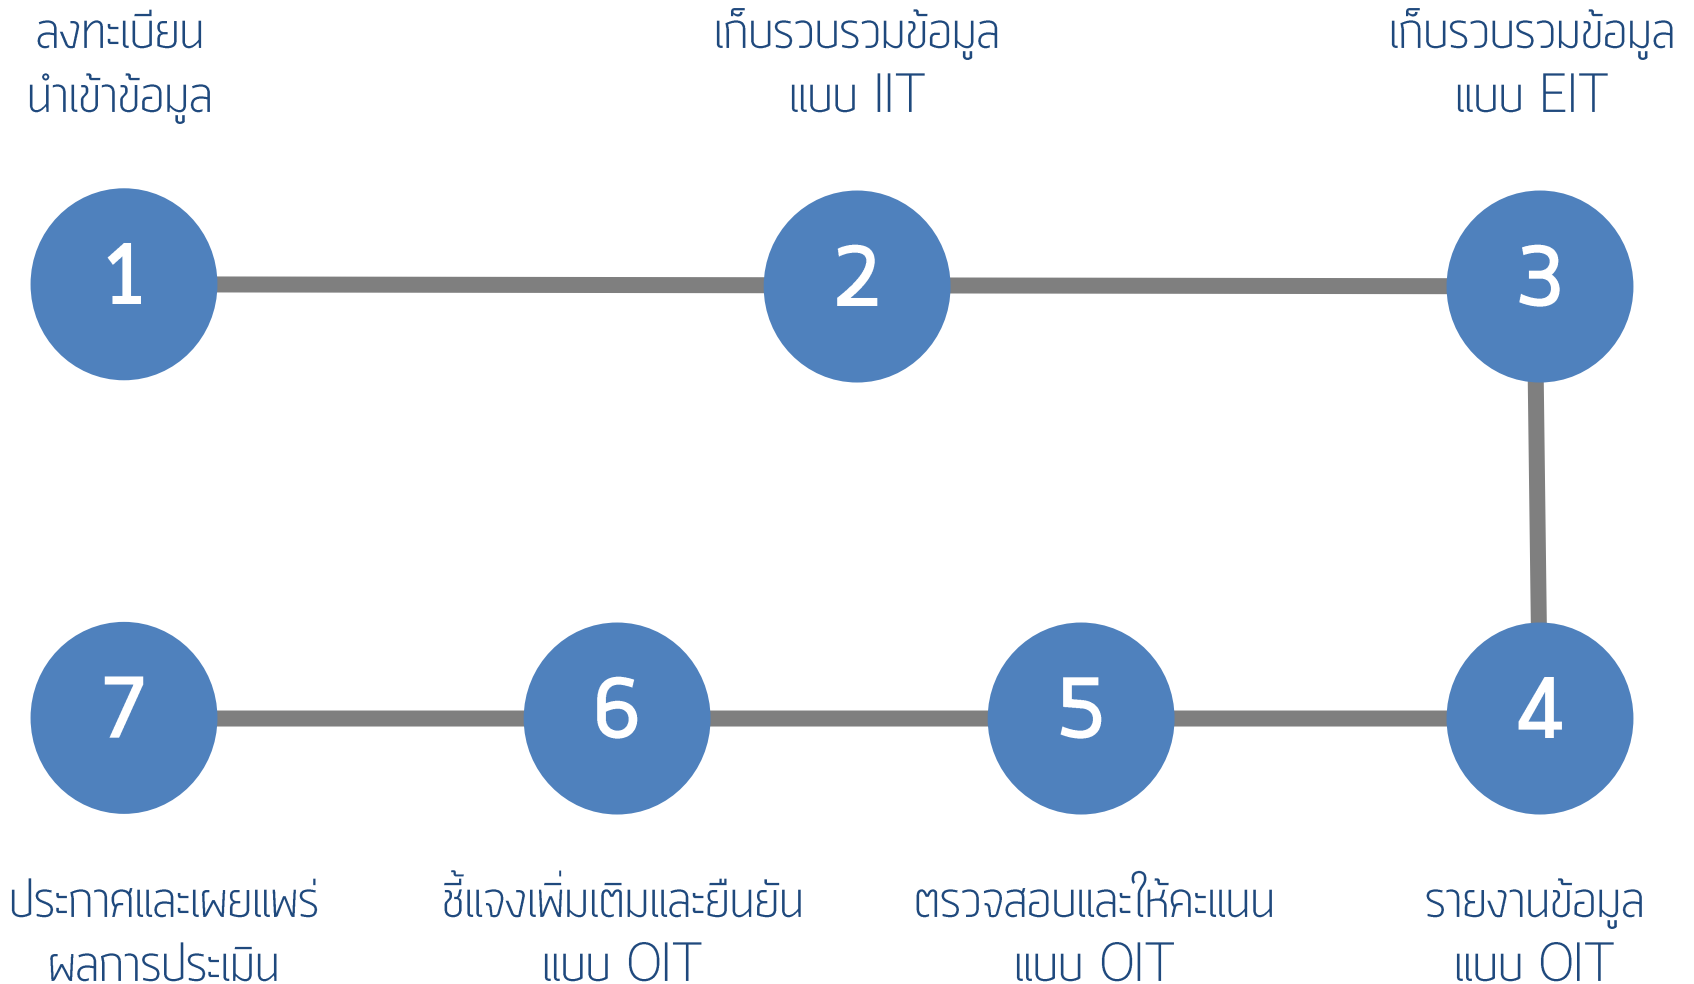 ลงทะเบียน
นำเข้าข้อมูล
เก็บรวบรวมข้อมูล
แบบ IIT
เก็บรวบรวมข้อมูล
แบบ EIT
1
2
3
4
5
6
7
รายงานข้อมูล
แบบ OIT
ตรวจสอบและให้คะแนน
แบบ OIT
ชี้แจงเพิ่มเติมและยืนยัน
แบบ OIT
ประกาศและเผยแพร่
ผลการประเมิน